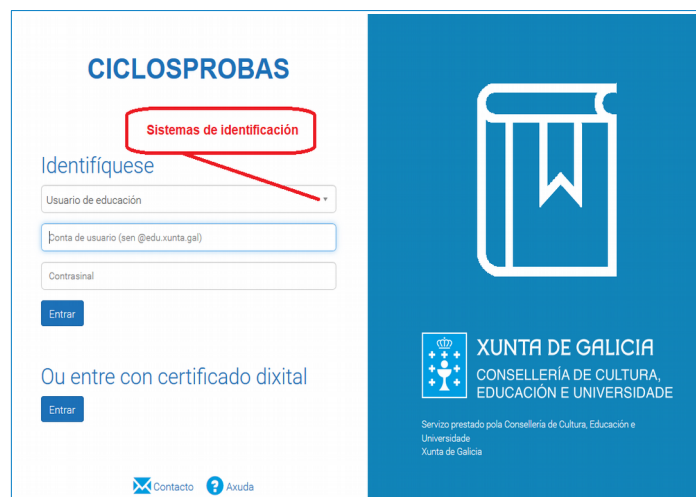 CICLOSPROBAS
Sistemas de identificación
Identifíquese
Usuario de educación
Conta de usuario (sen @edu.xunta.gal)
Contrasinal
Entrar
Ou entre con certificado dixital
Entrar
Contacto
Axuda
XUNTA DE GALICIA
CONSELLERÍA DE CULTURA,
EDUCACIÓN E UNIVERSIDADE
Servizo prestado pola Consellería de Cultura, Educación e
Universidade
Xunta de Galicia